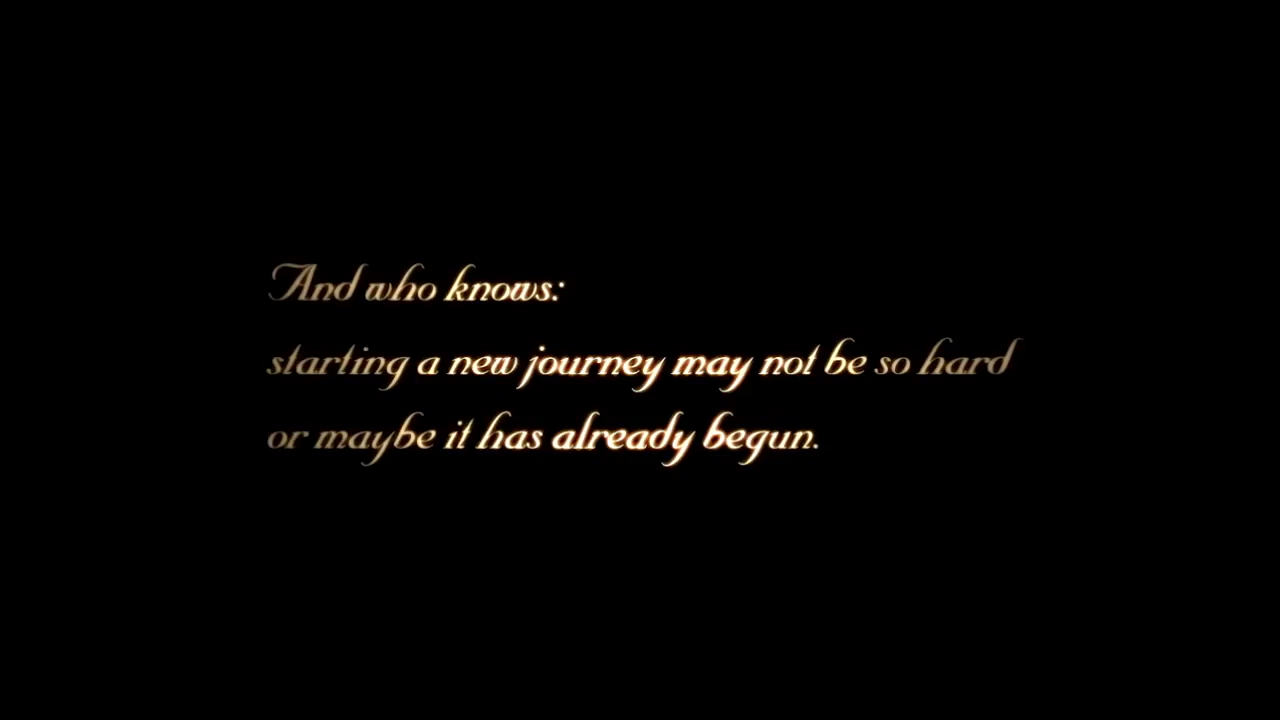 And who knows:
starting a new journey may not be so hard
or maybe it has already begun.